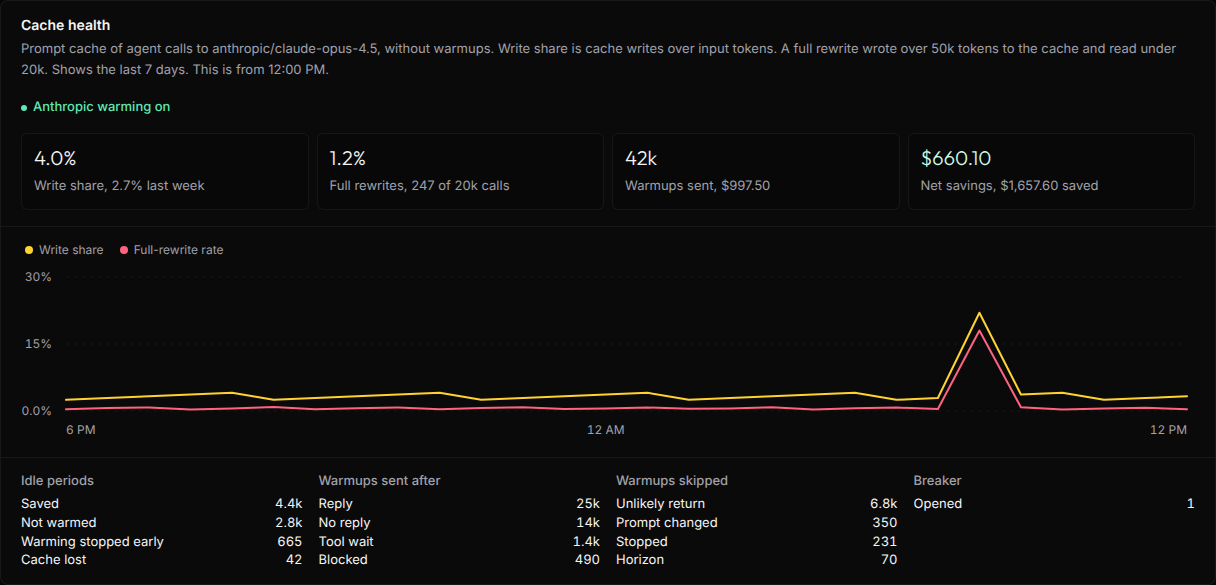 Cache health
Prompt cache of agent calls to anthropic/claude-opus-4.5, without warmups. Write share is cache writes over input tokens. A full rewrite wrote over 50k tokens to the cache and read under
20k. Shows the last 7 days. This is from 12:00 PM.
Anthropic warming on
4.0%
Write share, 2.7% last week
1.2%
Full rewrites, 247 of 20k calls
42k
Warmups sent, $997.50
$660.10
Net savings, $1,657.60 saved
Write share
Full-rewrite rate
30%
15%
0.0%
6 PM
12 AM
12 PM
Idle periods
Saved 4.4k
Not warmed 2.8k
Warming stopped early 665
Cache lost 42
Warmups sent after
Reply 25k
No reply 14k
Tool wait 1.4k
Blocked 490
Warmups skipped
Unlikely return 6.8k
Prompt changed 350
Stopped 231
Horizon 70
Breaker
Opened 1